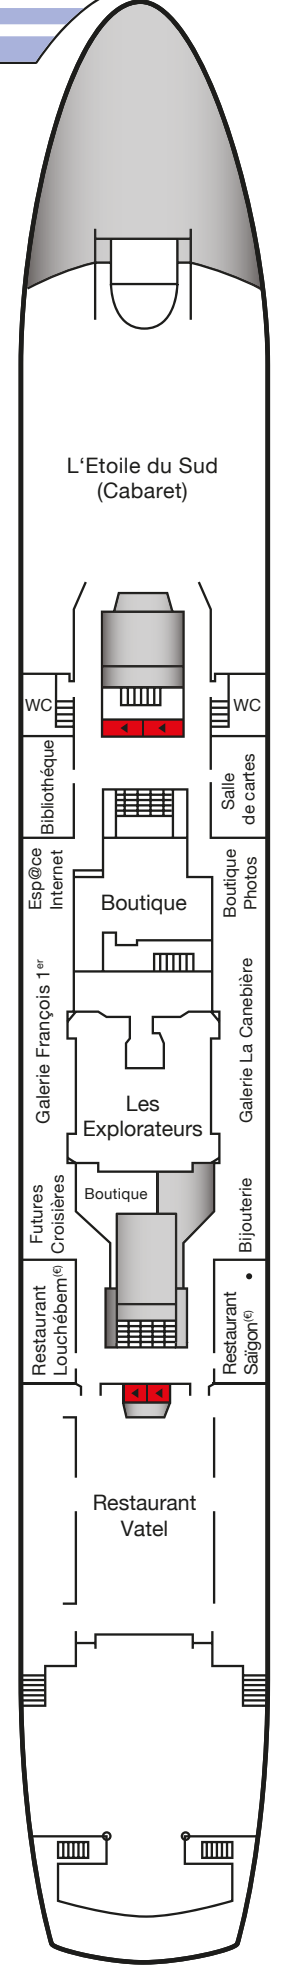 L‘Etoile du Sud
(Cabaret)
WC
WC
Bibliothéque
Salle
de cartes
Esp@ce
Internet
Boutique
Boutique
Photos
Galerie François 1er
Galerie La Canebière
Les
Explorateurs
Futures
Croisières
Boutique
Bijouterie
Restaurant
Louchébem(€)
Restaurant
Saïgon(€)
Restaurant
Vatel